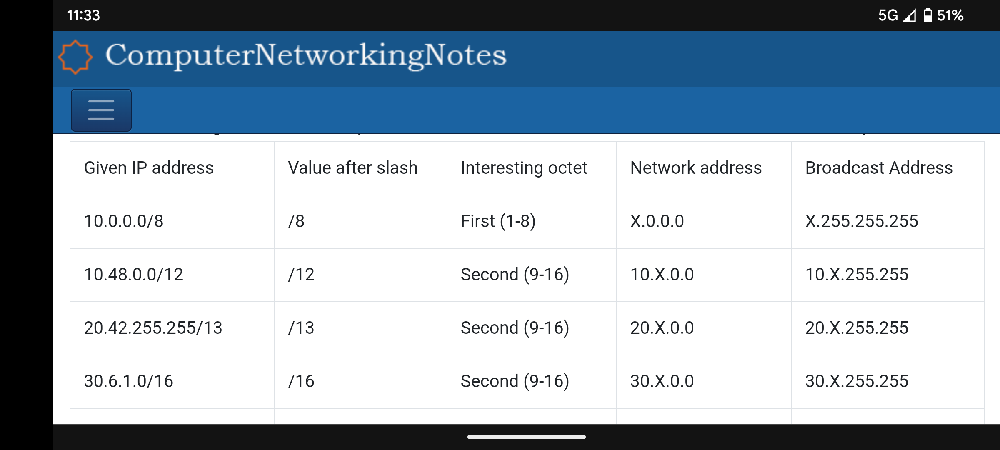 11:33 5G 51%
ComputerNetworkingNotes
Given IP address Value after slash Interesting octet Network address Broadcast Address
10.0.0.0/8 /8 First (1-8) X.0.0.0 X.255.255.255
10.48.0.0/12 /12 Second (9-16) 10.X.0.0 10.X.255.255
20.42.255.255/13 /13 Second (9-16) 20.X.0.0 20.X.255.255
30.6.1.0/16 /16 Second (9-16) 30.X.0.0 30.X.255.255